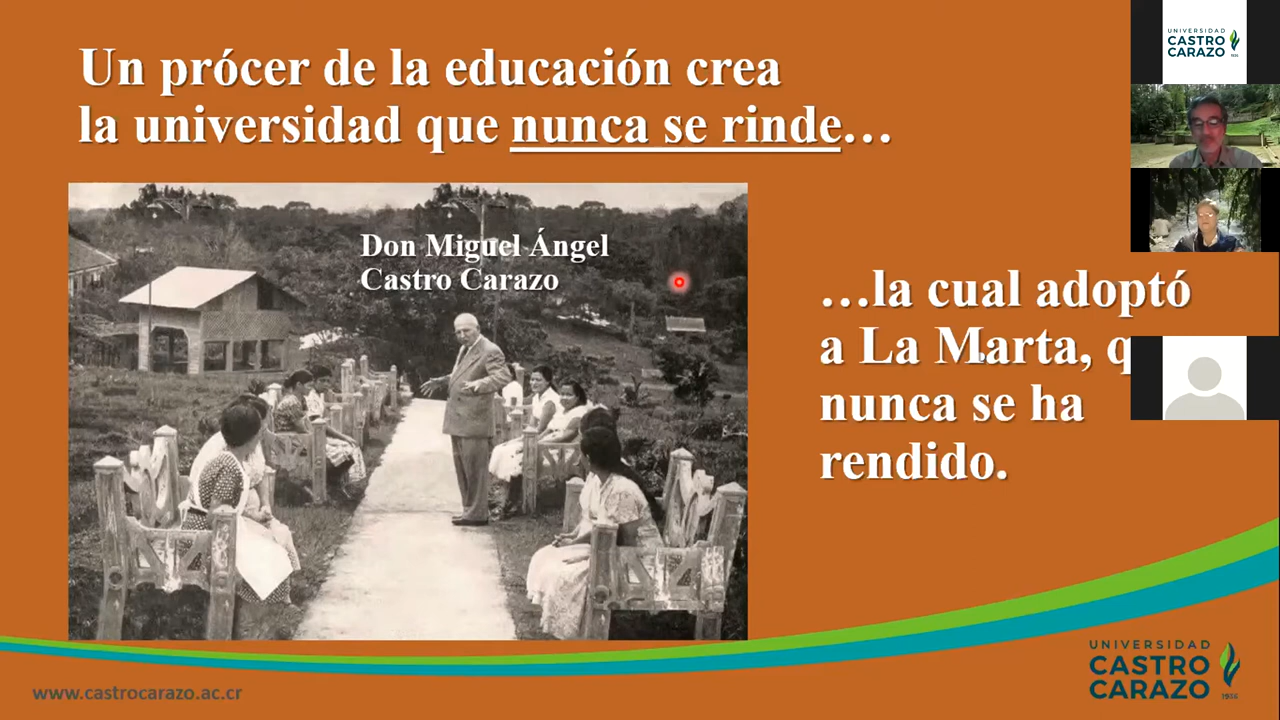 Un prócer de la educación crea
la universidad que nunca se rinde…
Don Miguel Ángel
Castro Carazo
…la cual adoptó
a La Marta, q
nunca se ha
rendido.
UNIVERSIDAD
CASTRO
CARAZO
www.castrocarazo.ac.cr
UNIVERSIDAD
CASTRO
CARAZO